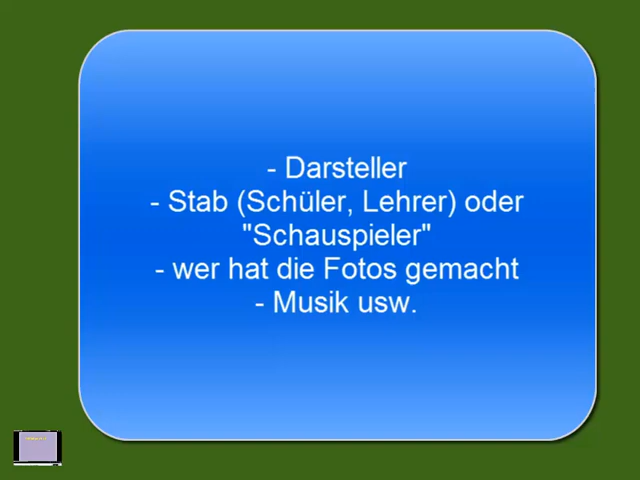 - Darsteller
- Stab (Schüler, Lehrer) oder
"Schauspieler"
- wer hat die Fotos gemacht
- Musik usw.